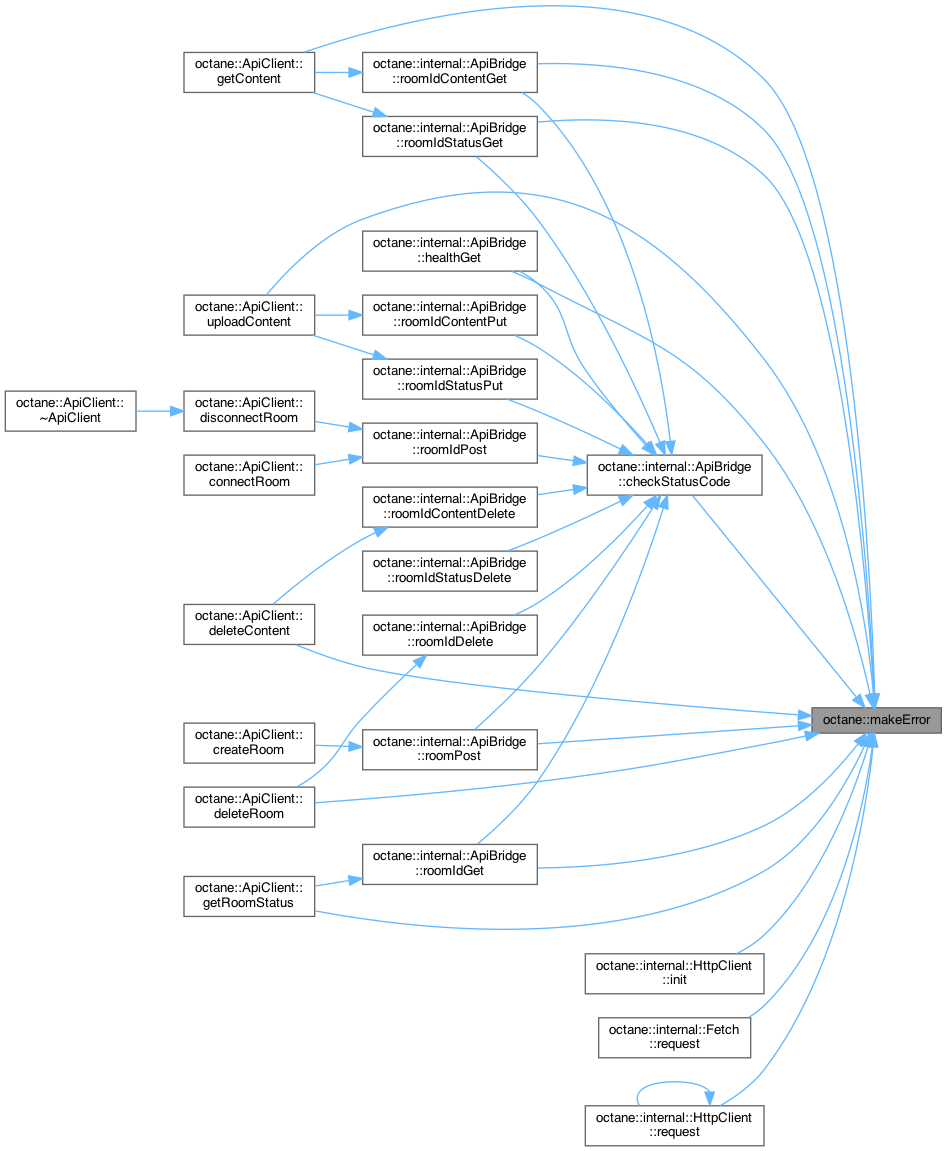 octane::ApiClient::
getContent
octane::internal::ApiBridge
::roomIdContentGet
octane::internal::ApiBridge
::roomIdStatusGet
octane::internal::ApiBridge
::healthGet
octane::ApiClient::
uploadContent
octane::internal::ApiBridge
::roomIdContentPut
octane::internal::ApiBridge
::roomIdStatusPut
octane::ApiClient::
~ApiClient
octane::ApiClient::
disconnectRoom
octane::internal::ApiBridge
::roomIdPost
octane::ApiClient::
connectRoom
octane::internal::ApiBridge
::checkStatusCode
octane::internal::ApiBridge
::roomIdContentDelete
octane::internal::ApiBridge
::roomIdStatusDelete
octane::ApiClient::
deleteContent
octane::internal::ApiBridge
::roomIdDelete
octane::makeError
octane::ApiClient::
createRoom
octane::internal::ApiBridge
::roomPost
octane::ApiClient::
deleteRoom
octane::internal::ApiBridge
::roomIdGet
octane::ApiClient::
getRoomStatus
octane::internal::HttpClient
::init
octane::internal::Fetch
::request
octane::internal::HttpClient
::request